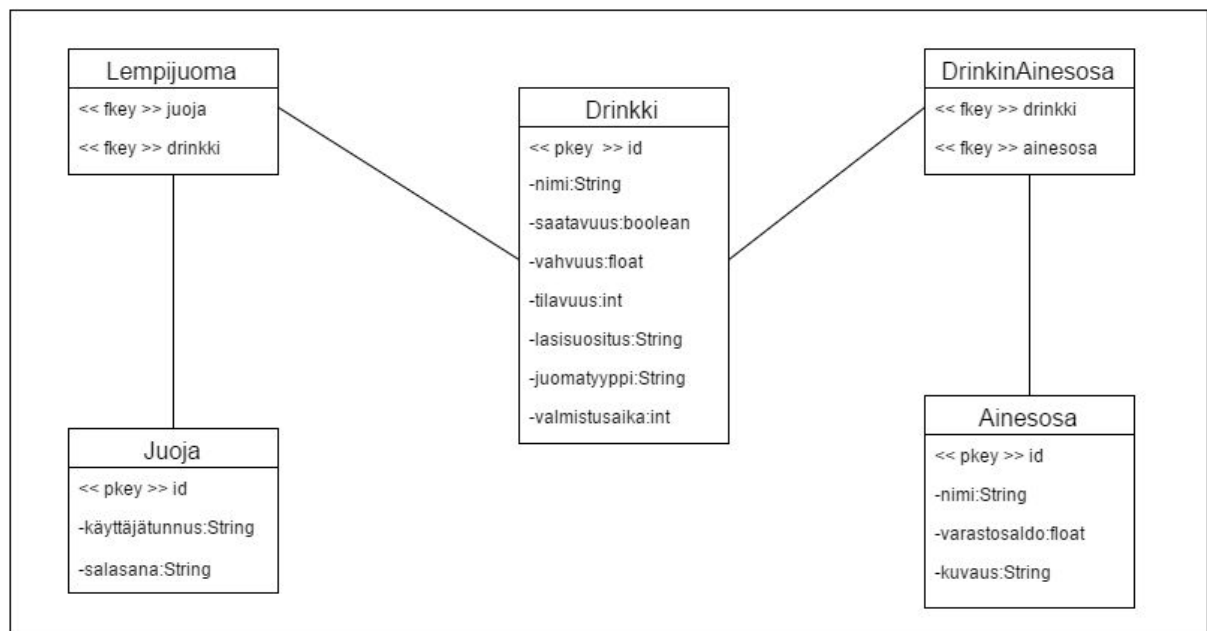 Lempijuoma
<< fkey >> juoja
<< fkey >> drinkki
Juoja
<< pkey >> id
-käyttäjätunnus:String
-salasana:String
Drinkki
<< pkey >> id
-nimi:String
-saatavuus:boolean
-vahvuus:float
-tilavuus:int
-lasisuositus:String
-juomatyyppi:String
-valmistusaika:int
DrinkinAinesosa
<< fkey >> drinkki
<< fkey >> ainesosa
Ainesosa
<< pkey >> id
-nimi:String
-varastosaldo:float
-kuvaus:String